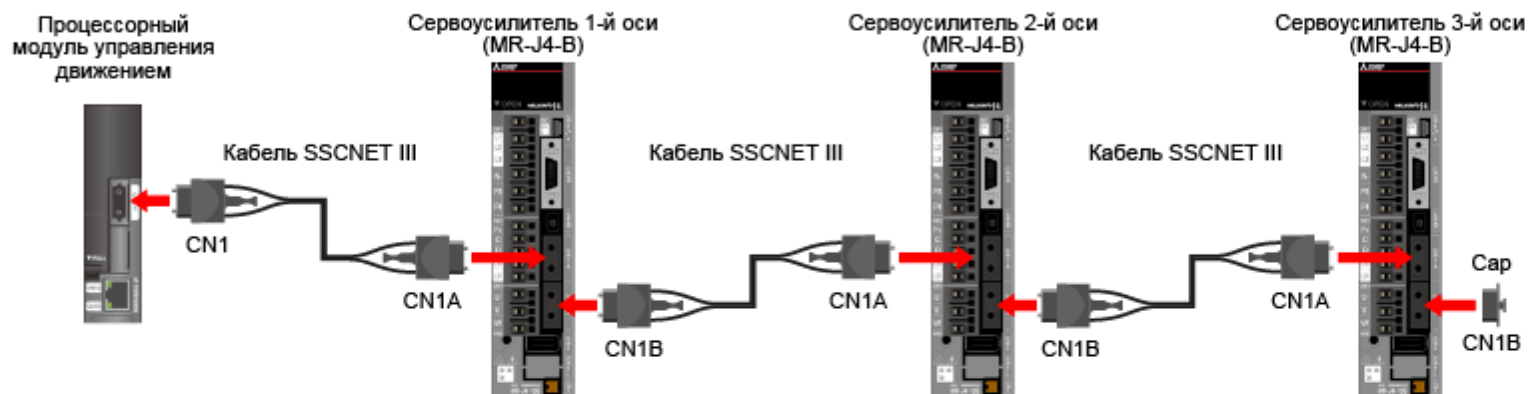 Процессорный
модуль управления
движением
Сервоусилитель 1-й оси
(MR-J4-B)
Сервоусилитель 2-й оси
(MR-J4-B)
Сервоусилитель 3-й оси
(MR-J4-B)
Кабель SSCNET III
Кабель SSCNET III
Кабель SSCNET III
CN1
CN1A
CN1B
CN1A
CN1B
CN1A
Cap
CN1B